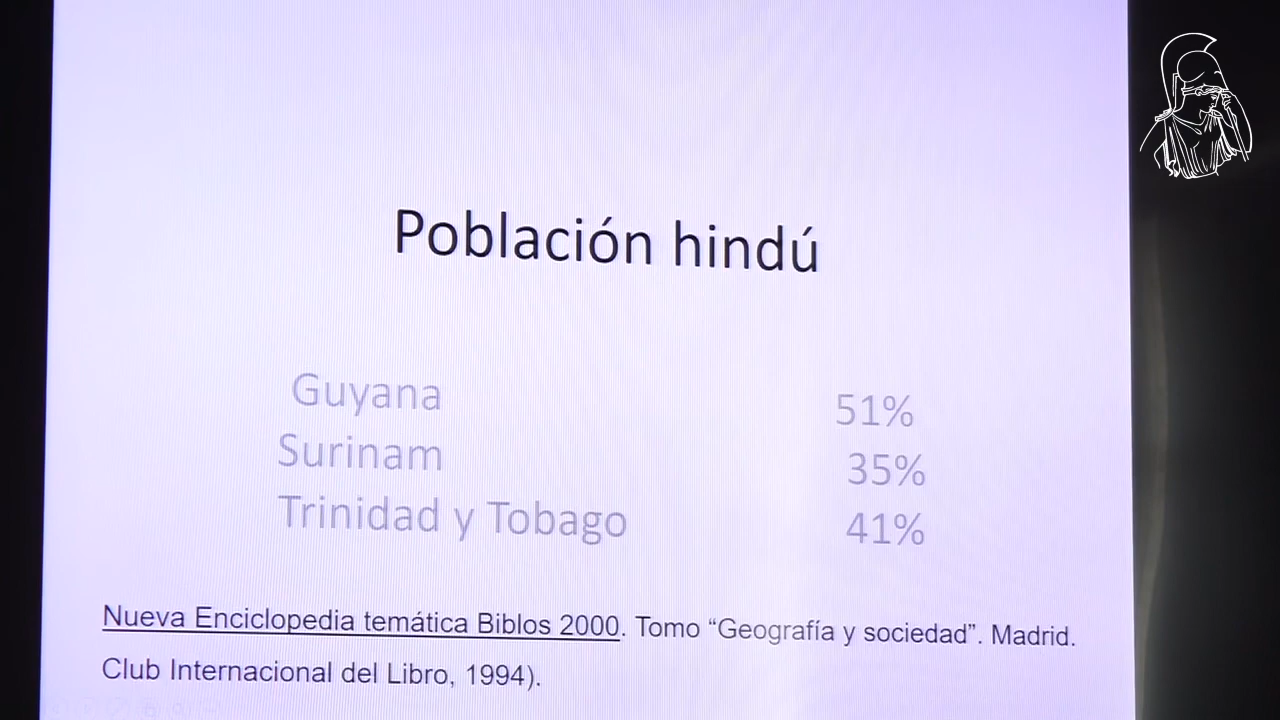 Población hindú
Guyana 51%
Surinam 35%
Trinidad y Tobago 41%
Nueva Enciclopedia temática Biblos 2000. Tomo “Geografía y sociedad”. Madrid.
Club Internacional del Libro, 1994).